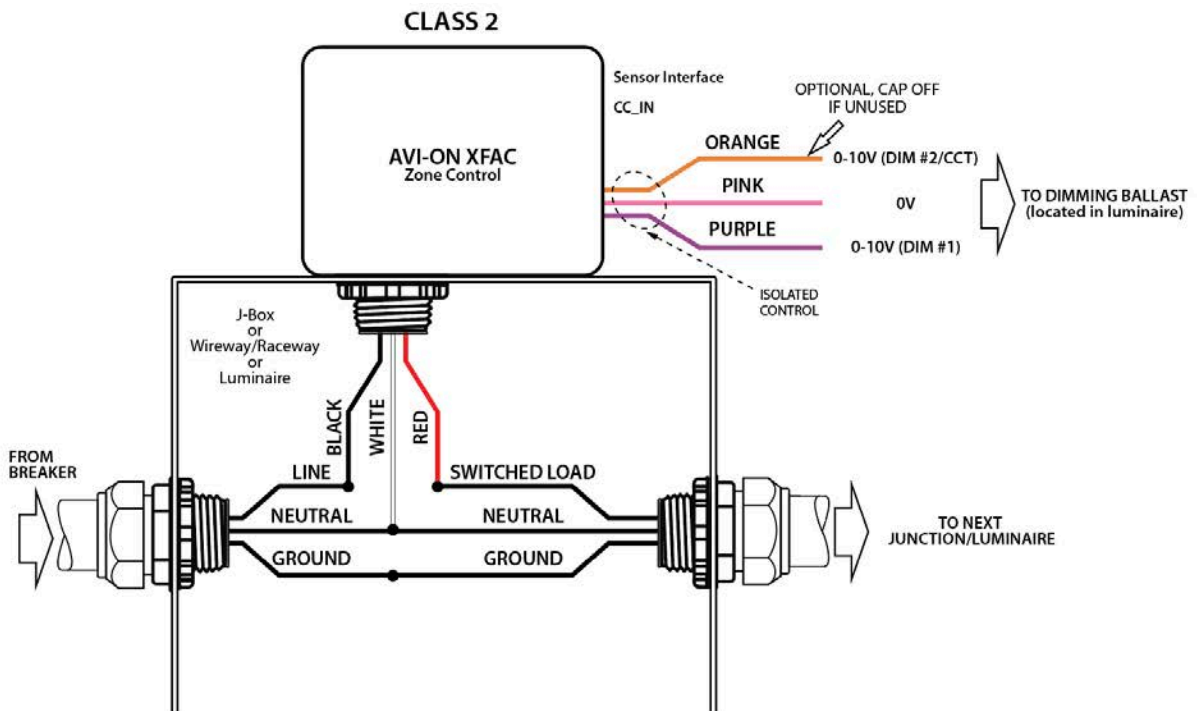 CLASS 2
Sensor Interface
CC_IN
AVI-ON XFAC
Zone Control
OPTIONAL, CAP OFF
IF UNUSED
ORANGE
0-10V (DIM #2/CCT)
PINK
0V
PURPLE
0-10V (DIM #1)
TO DIMMING BALLAST
(located in luminaire)
ISOLATED
CONTROL
J-Box
or
Wireway/Raceway
or
Luminaire
BLACK
WHITE
RED
FROM
BREAKER
LINE
SWITCHED LOAD
NEUTRAL
NEUTRAL
GROUND
GROUND
TO NEXT
JUNCTION/LUMINAIRE